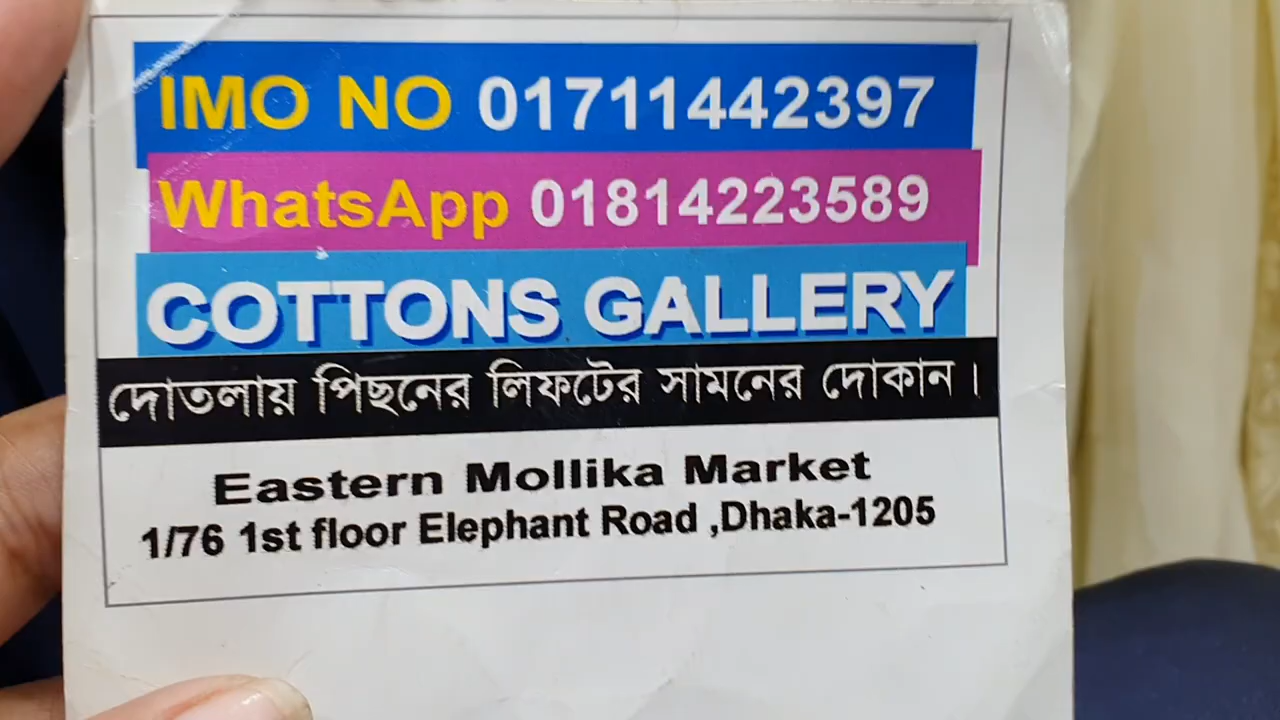 IMO NO 01711442397
WhatsApp 01814223589
COTTONS GALLERY
দোতলায় পিছনের লিফটের সামনের দোকান।
Eastern Mollika Market
1/76 1st floor Elephant Road ,Dhaka-1205